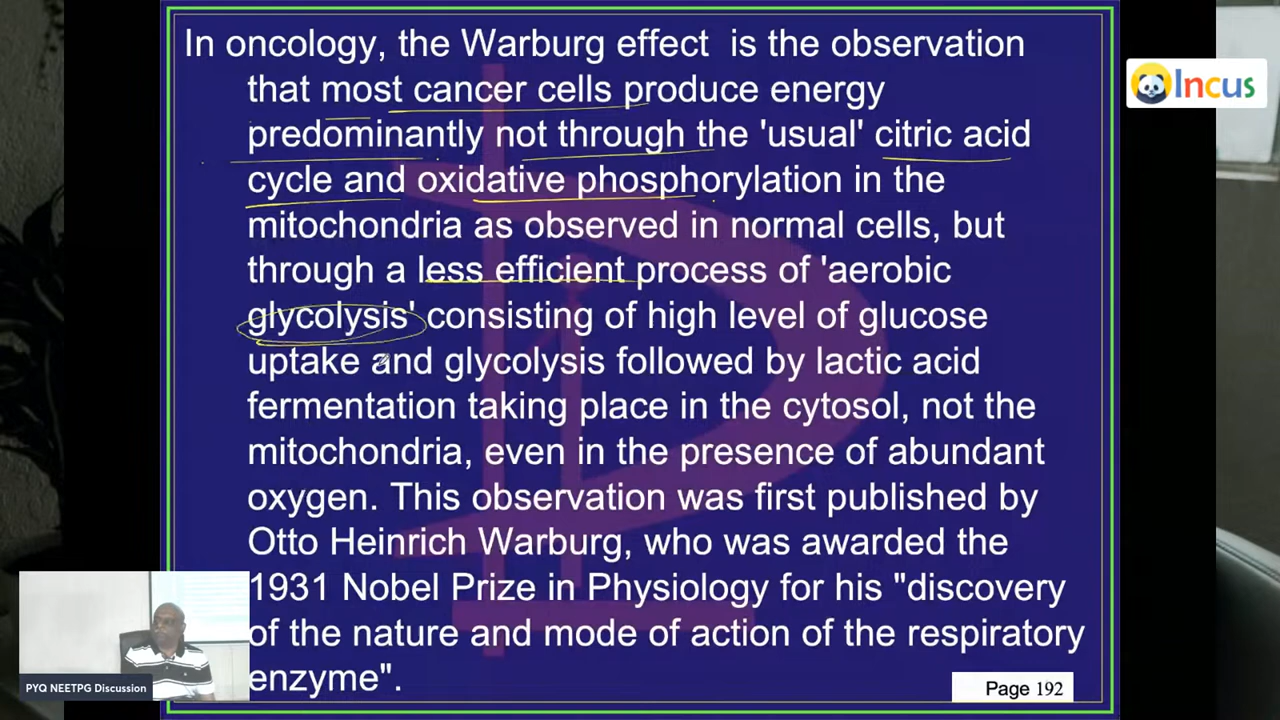 In oncology, the Warburg effect is the observation
that most cancer cells produce energy
predominantly not through the 'usual' citric acid
cycle and oxidative phosphorylation in the
mitochondria as observed in normal cells, but
through a less efficient process of 'aerobic
glycolysis' consisting of high level of glucose
uptake and glycolysis followed by lactic acid
fermentation taking place in the cytosol, not the
mitochondria, even in the presence of abundant
oxygen. This observation was first published by
Otto Heinrich Warburg, who was awarded the
1931 Nobel Prize in Physiology for his "discovery
of the nature and mode of action of the respiratory
enzyme".
Incus
PYQ NEETPG Discussion
Page 192